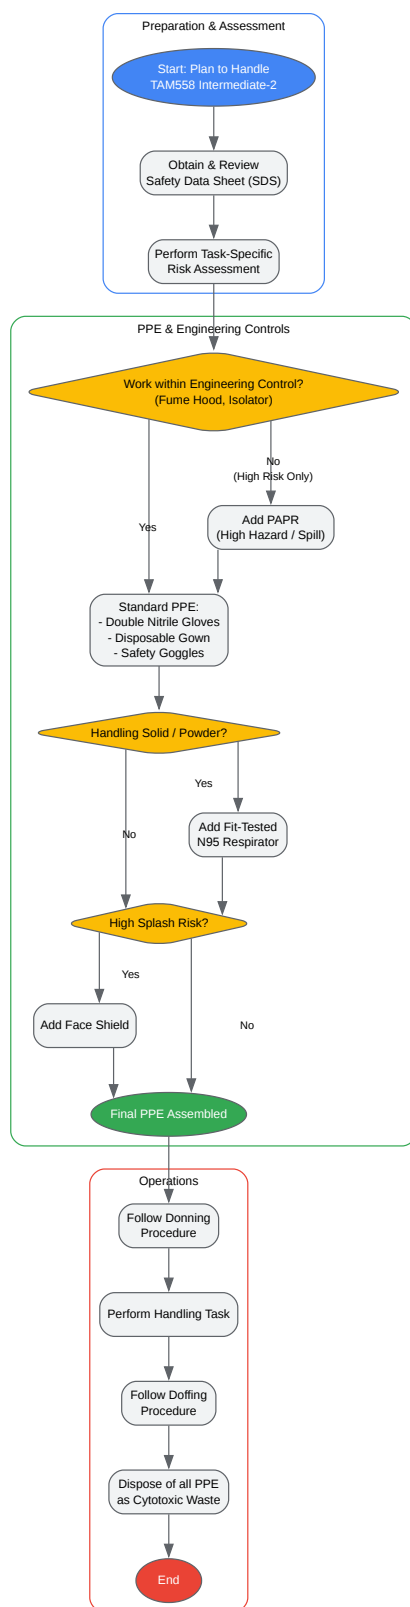 Preparation & Assessment
Start: Plan to Handle
TAM558 Intermediate-2
Obtain & Review
Safety Data Sheet (SDS)
Perform Task-Specific
Risk Assessment
PPE & Engineering Controls
Work within Engineering Control?
(Fume Hood, Isolator)
No
(High Risk Only)
Yes
Add PAPR
(High Hazard / Spill)
Standard PPE:
- Double Nitrile Gloves
- Disposable Gown
- Safety Goggles
Handling Solid / Powder?
Yes
No
Add Fit-Tested
N95 Respirator
High Splash Risk?
Yes
No
Add Face Shield
Final PPE Assembled
Operations
Follow Donning
Procedure
Perform Handling Task
Follow Doffing
Procedure
Dispose of all PPE
as Cytotoxic Waste
End